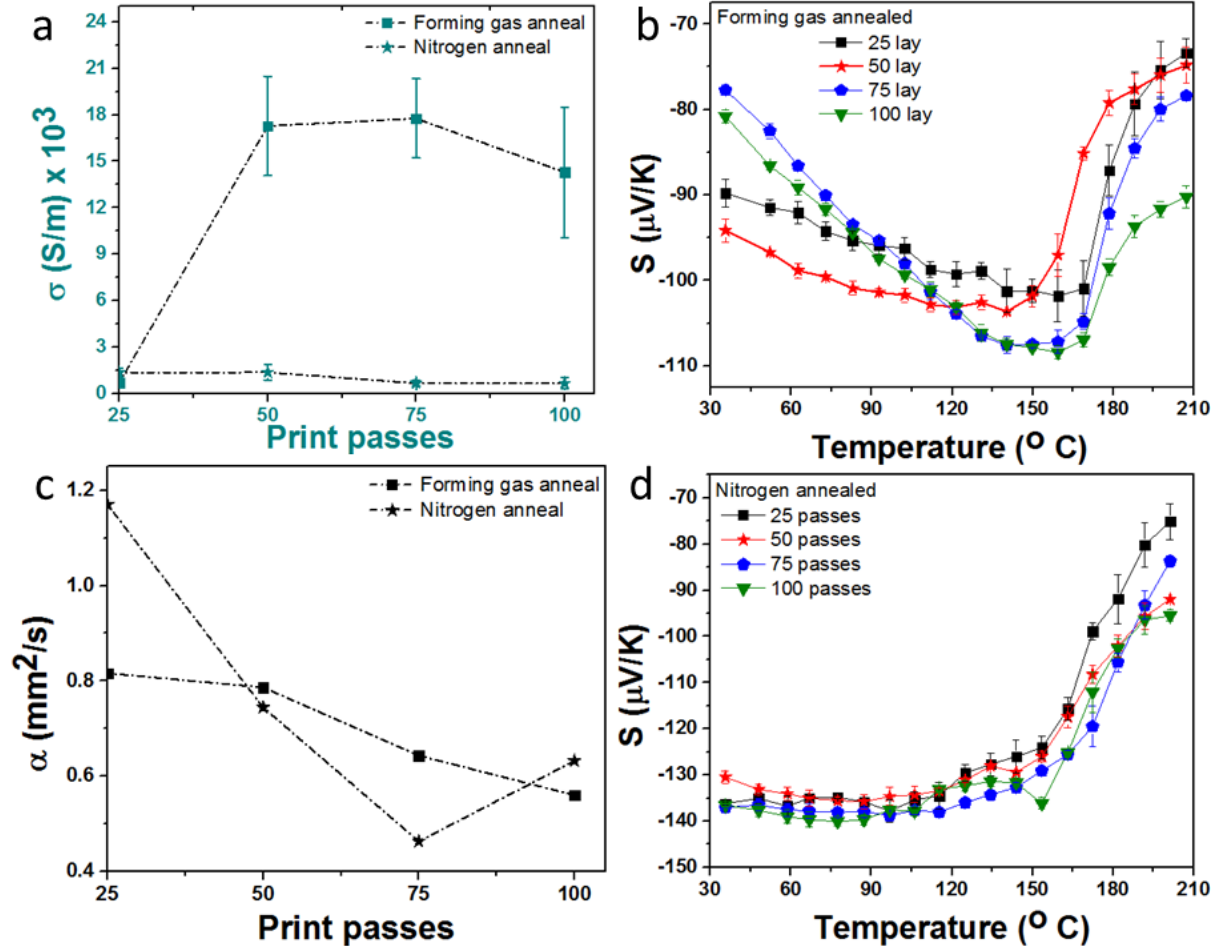 a
Forming gas anneal
Nitrogen anneal
σ (S/m) x 10³
24
21
18
15
12
9
6
3
0
25
50
75
100
Print passes
b
Forming gas annealed
25 lay
50 lay
75 lay
100 lay
S (μV/K)
-70
-80
-90
-100
-110
30
60
90
120
150
180
210
Temperature (° C)
c
Forming gas anneal
Nitrogen anneal
α (mm²/s)
1.2
1.0
0.8
0.6
0.4
25
50
75
100
Print passes
d
Nitrogen annealed
25 passes
50 passes
75 passes
100 passes
S (μV/K)
-70
-80
-90
-100
-110
-120
-130
-140
-150
30
60
90
120
150
180
210
Temperature (° C)